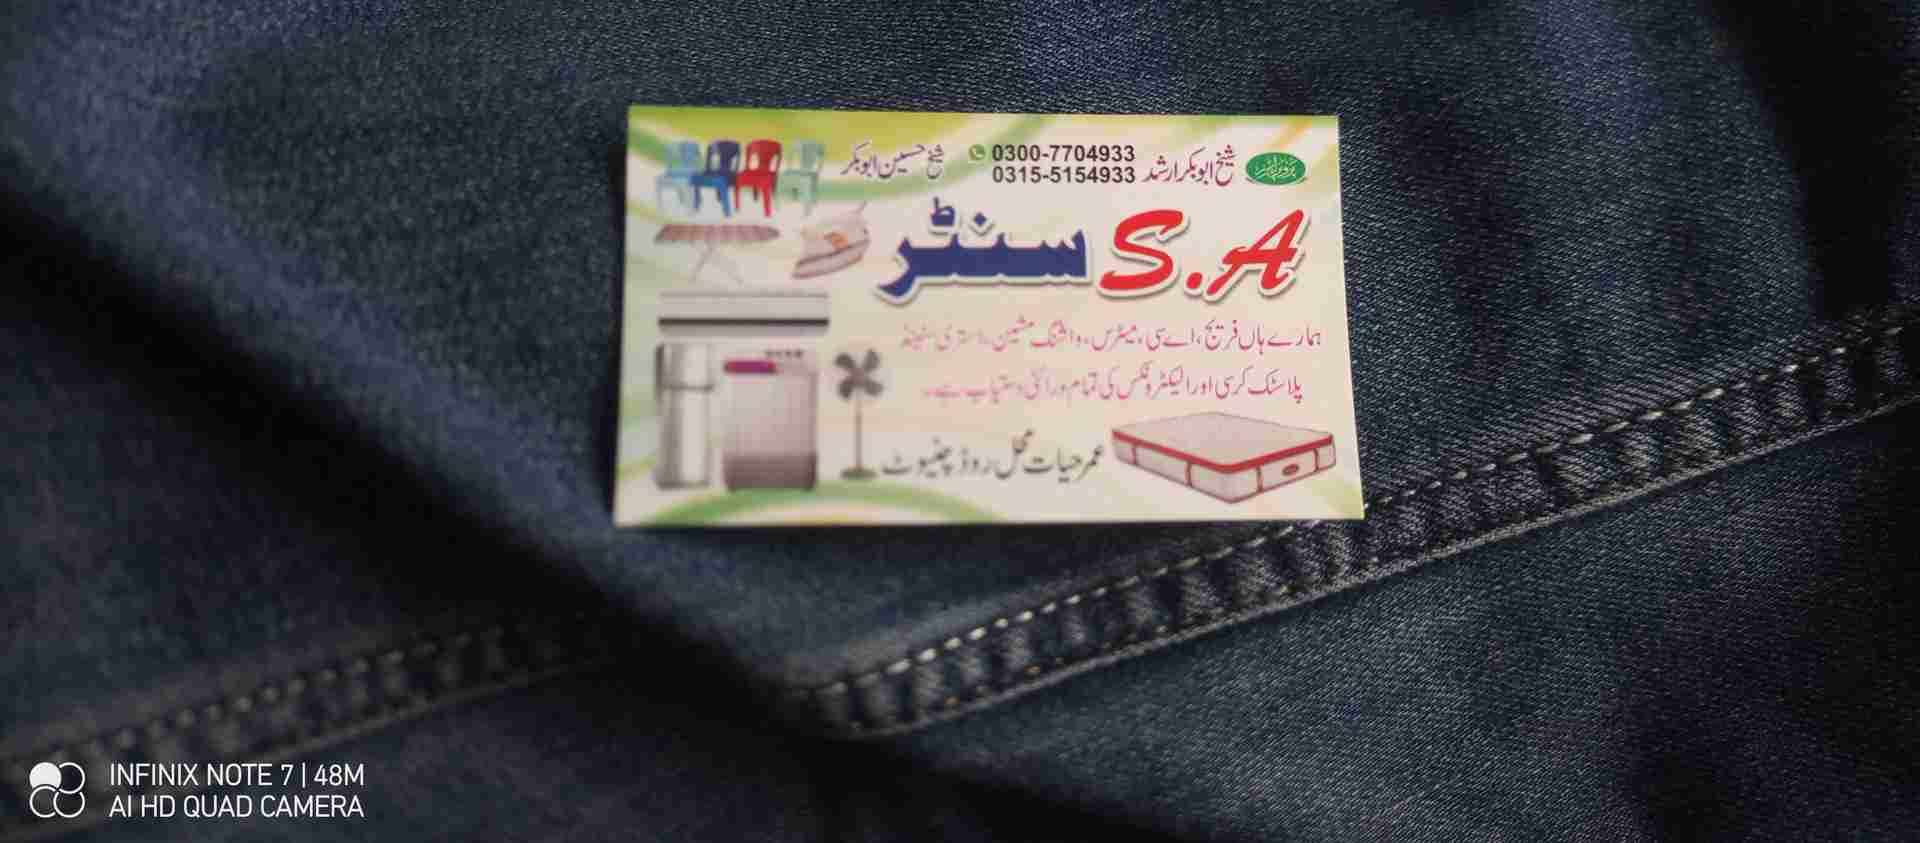 پروپرائٹرز
شیخ ابوبکر ارشد 0300-7704933 شیخ حسین ابوبکر
0315-5154933
S.A سنٹر
ہمارے ہاں فریج، اے سی، میٹرس، واشنگ مشین، استری سٹینڈ
پلاسٹک کرسی اور الیکٹرونکس کی تمام ورائٹی دستیاب ہے۔
عمر حیات محل روڈ چنیوٹ
INFINIX NOTE 7 | 48M
AI HD QUAD CAMERA